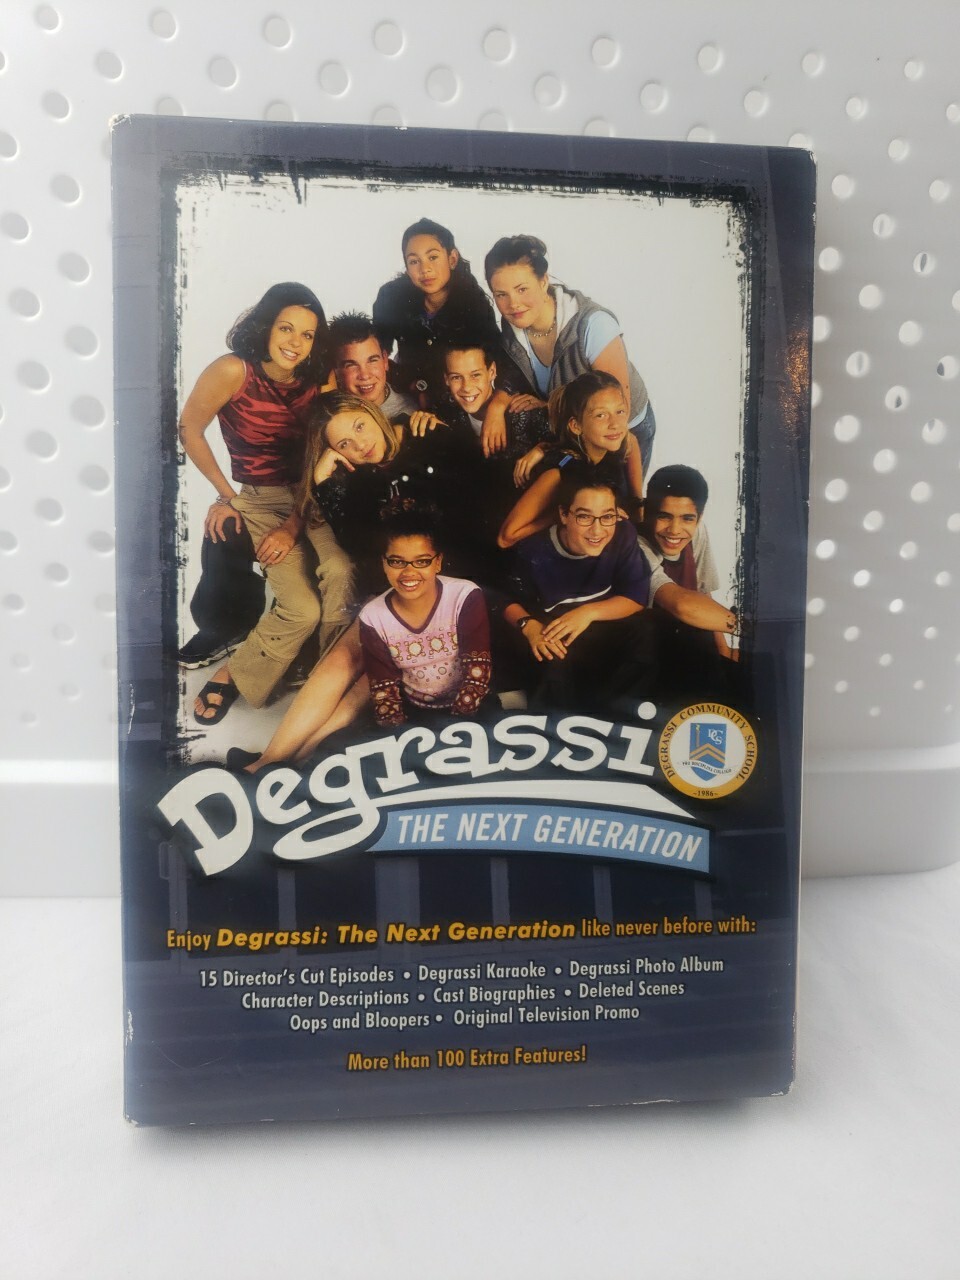 Degrassi
THE NEXT GENERATION
DEGRASSI COMMUNITY SCHOOL
DCS
-1986-
Enjoy Degrassi: The Next Generation like never before with:
15 Director's Cut Episodes • Degrassi Karaoke • Degrassi Photo Album
Character Descriptions • Cast Biographies • Deleted Scenes
Oops and Bloopers • Original Television Promo
More than 100 Extra Features!